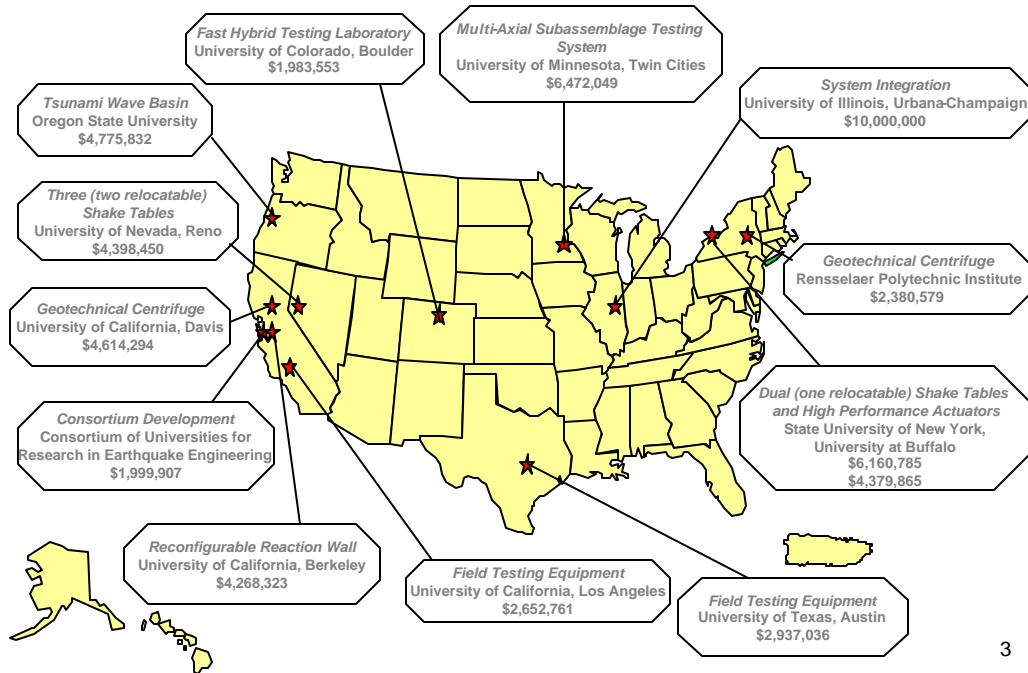 Fast Hybrid Testing Laboratory
University of Colorado, Boulder
$1,983,553
Multi-Axial Subassemblage Testing
System
University of Minnesota, Twin Cities
$6,472,049
System Integration
University of Illinois, Urbana-Champaign
$10,000,000
Tsunami Wave Basin
Oregon State University
$4,775,832
Three (two relocatable)
Shake Tables
University of Nevada, Reno
$4,398,450
Geotechnical Centrifuge
Rensselaer Polytechnic Institute
$2,380,579
Geotechnical Centrifuge
University of California, Davis
$4,614,294
Dual (one relocatable) Shake Tables
and High Performance Actuators
State University of New York,
University at Buffalo
$6,160,785
$4,379,865
Consortium Development
Consortium of Universities for
Research in Earthquake Engineering
$1,999,907
Reconfigurable Reaction Wall
University of California, Berkeley
$4,268,323
Field Testing Equipment
University of California, Los Angeles
$2,652,761
Field Testing Equipment
University of Texas, Austin
$2,937,036
3